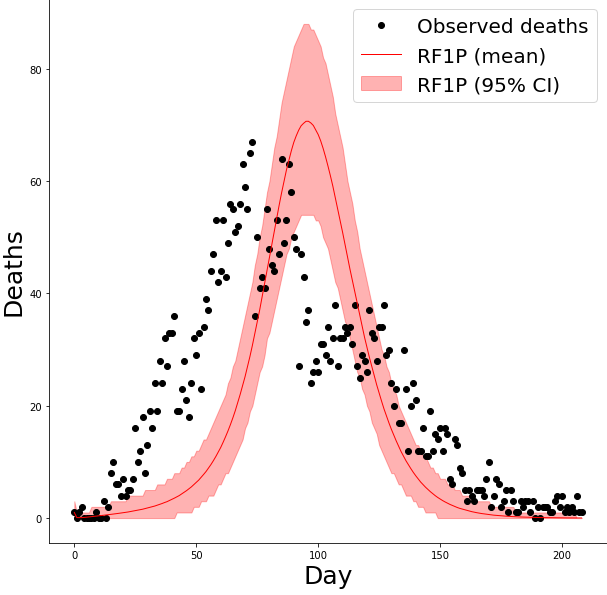 Observed deaths
RF1P (mean)
RF1P (95% CI)
80
60
40
20
0
Deaths
0 50 100 150 200
Day